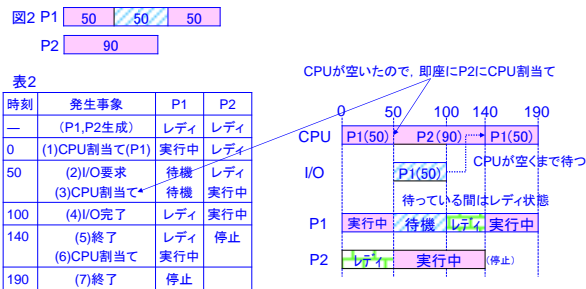 図2 P1 50 50 50
P2 90
表2
時刻 発生事象 P1 P2
― (P1,P2生成) レディ レディ
0 (1)CPU割当て(P1) 実行中 レディ
50 (2)I/O要求 待機 レディ
(3)CPU割当て 待機 実行中
100 (4)I/O完了 レディ 実行中
140 (5)終了 レディ 停止
(6)CPU割当て 実行中
190 (7)終了 停止
CPUが空いたので，即座にP2にCPU割当て
0 50 100 140 190
CPU P1(50) P2(90) P1(50)
I/O P1(50) CPUが空くまで待つ
待っている間はレディ状態
P1 実行中 待機 レディ 実行中
P2 レディ 実行中 (停止)